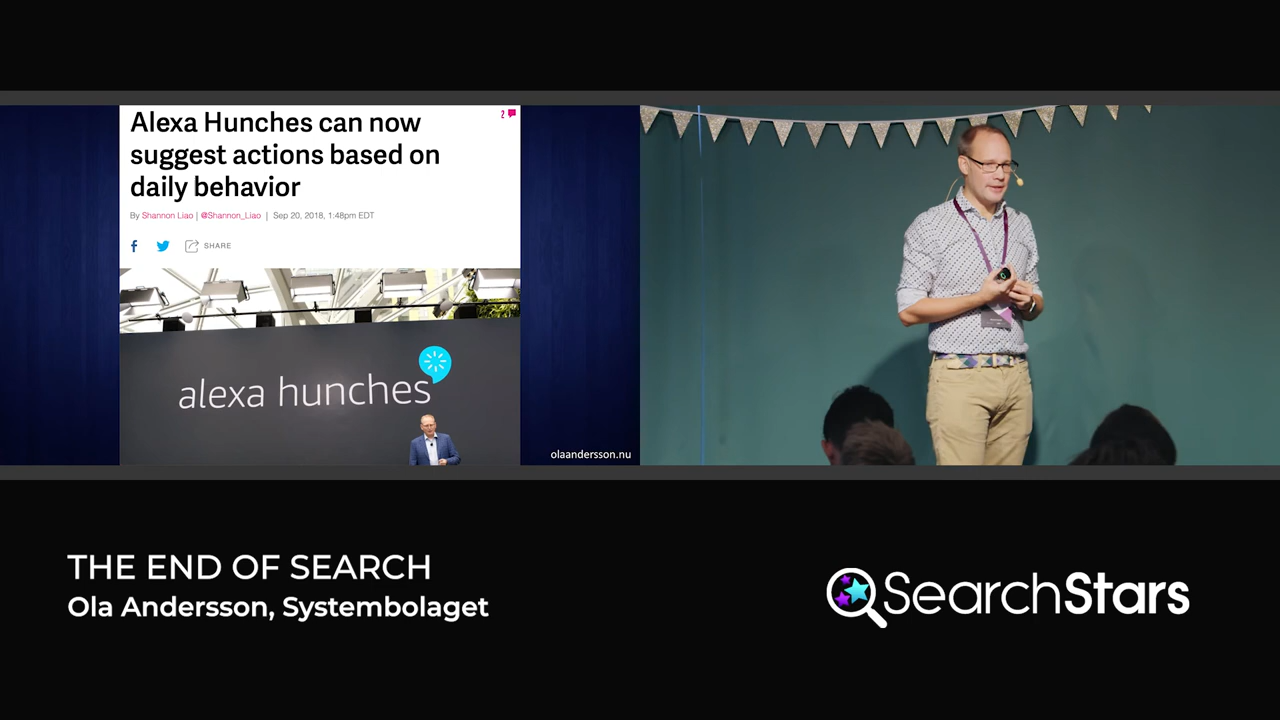 Alexa Hunches can now
suggest actions based on
daily behavior
2
By Shannon Liao | @Shannon_Liao | Sep 20, 2018, 1:48pm EDT
SHARE
alexa hunches
olaandersson.nu
THE END OF SEARCH
Ola Andersson, Systembolaget
SearchStars